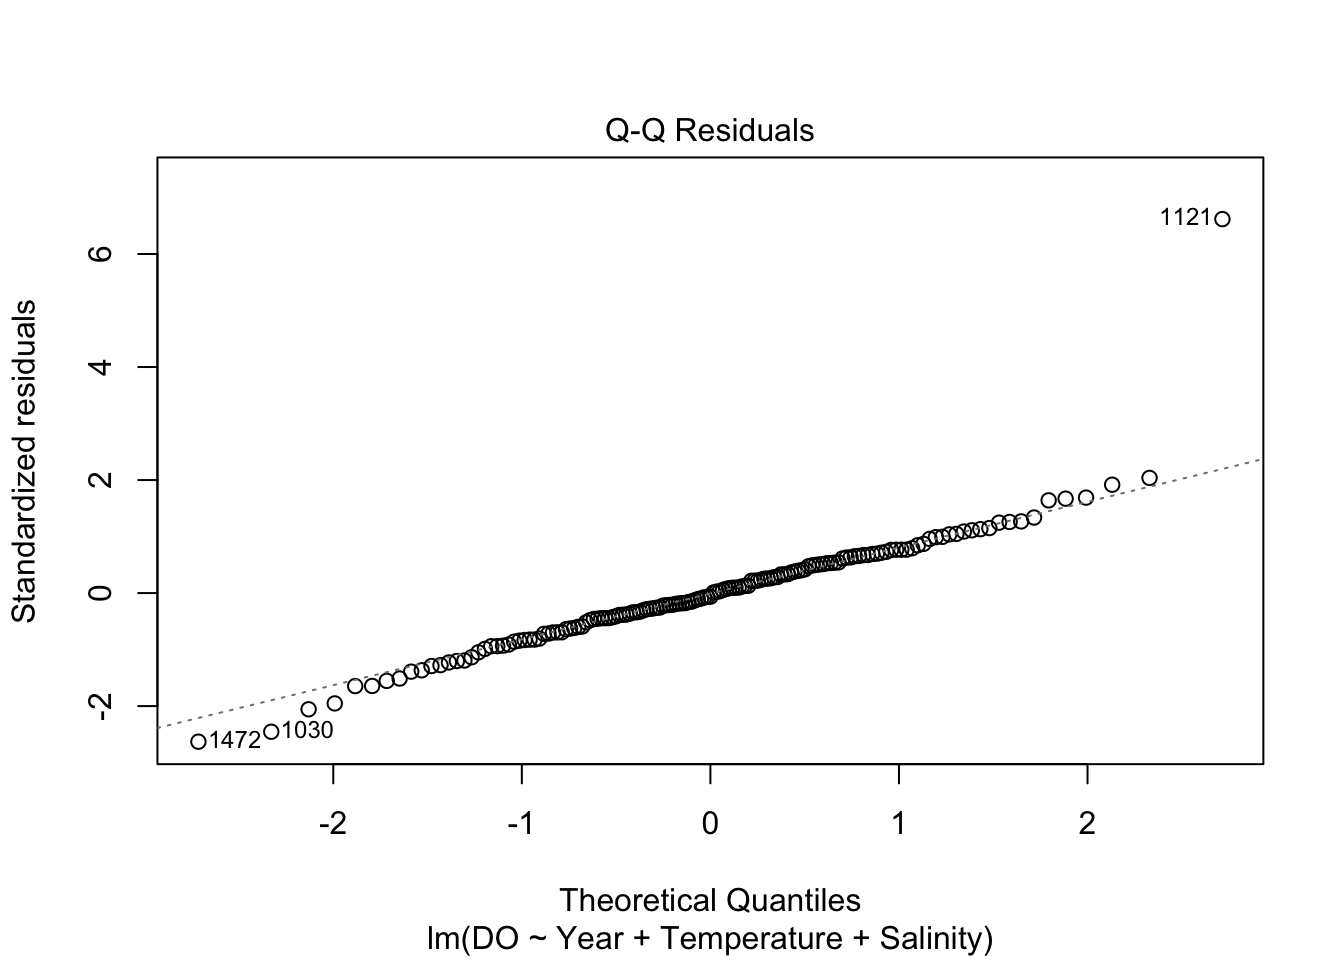 Q-Q Residuals
Standardized residuals
6
4
2
0
-2
1121
1472
1030
-2 -1 0 1 2
Theoretical Quantiles
lm(DO ~ Year + Temperature + Salinity)